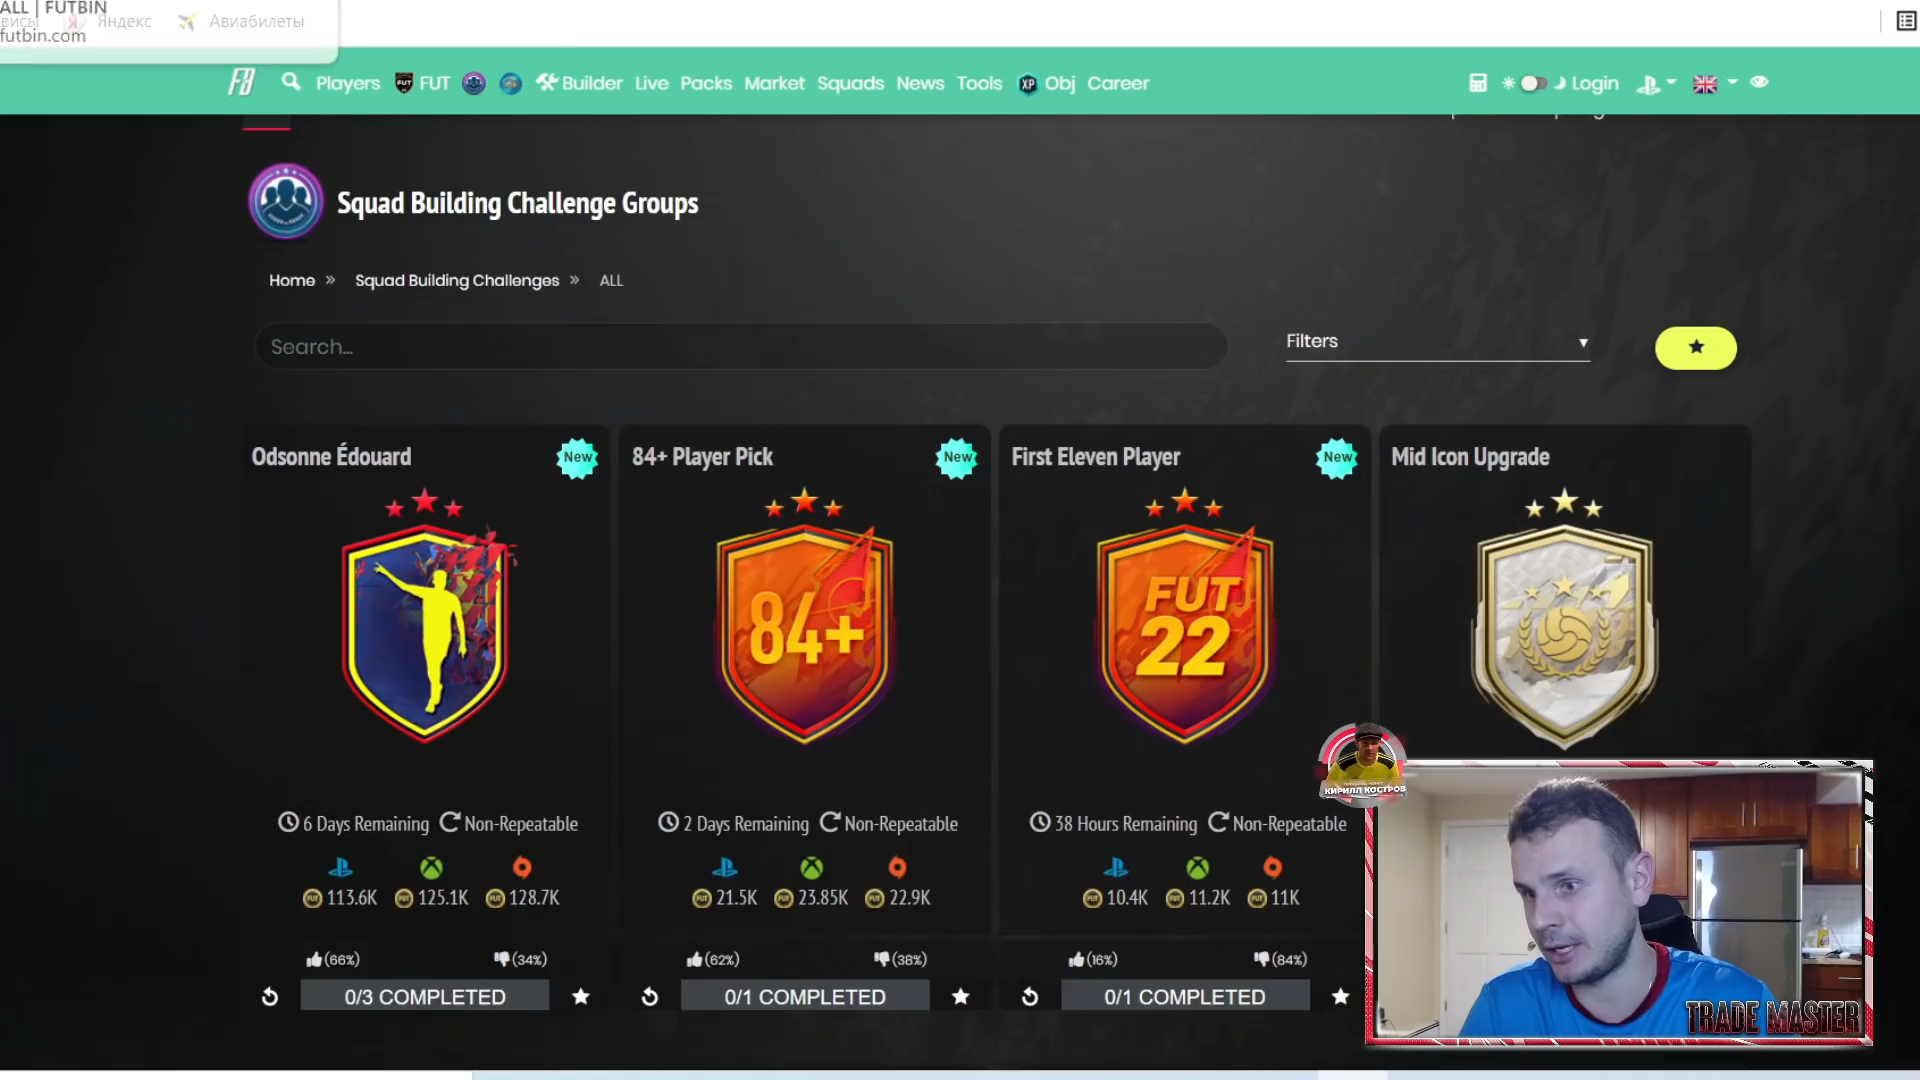 ALL | FUTBIN
висы Яндекс Авиабилеты
futbin.com
FB Players FUT Builder Live Packs Market Squads News Tools XP Obj Career Login
Squad Building Challenge Groups
Home » Squad Building Challenges » ALL
Search...
Filters
Odsonne Édouard New
84+ Player Pick New
First Eleven Player New
Mid Icon Upgrade
84+
FUT
22
6 Days Remaining Non-Repeatable
2 Days Remaining Non-Repeatable
38 Hours Remaining Non-Repeatable
113.6K 125.1K 128.7K
21.5K 23.85K 22.9K
10.4K 11.2K 11K
(66%) (34%)
(62%) (38%)
(16%) (84%)
0/3 COMPLETED
0/1 COMPLETED
0/1 COMPLETED
КИРИЛЛ КОСТРОВ
TRADE MASTER